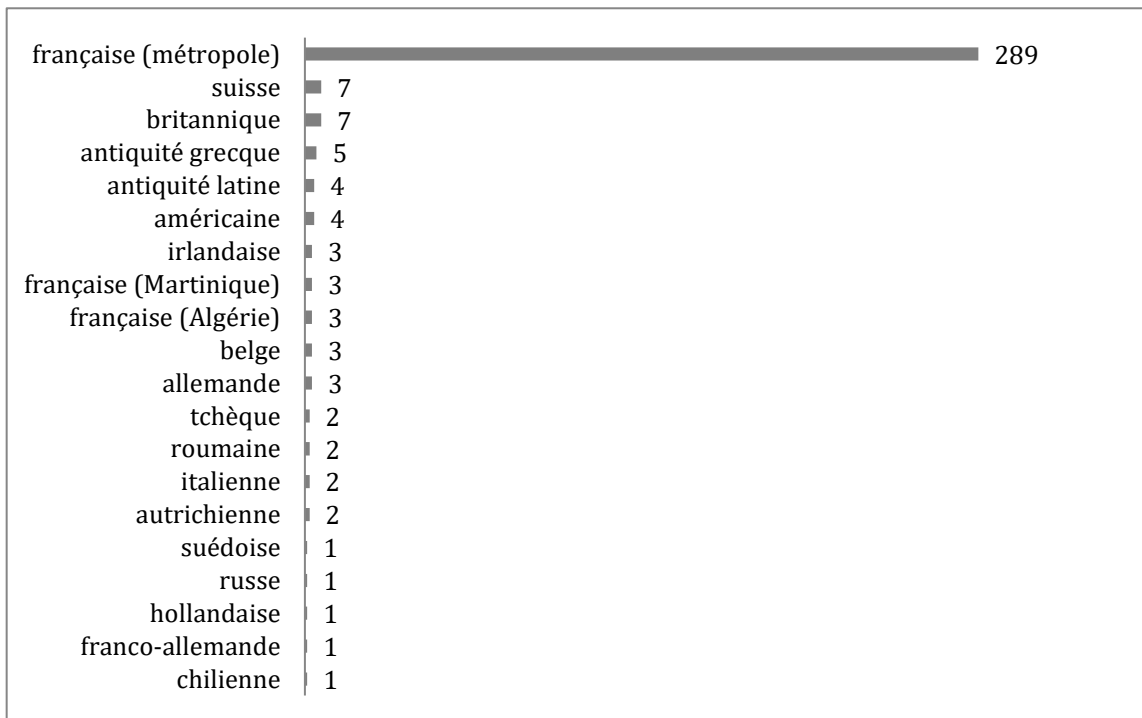 française (métropole) 289
suisse 7
britannique 7
antiquité grecque 5
antiquité latine 4
américaine 4
irlandaise 3
française (Martinique) 3
française (Algérie) 3
belge 3
allemande 3
tchèque 2
roumaine 2
italienne 2
autrichienne 2
suédoise 1
russe 1
hollandaise 1
franco-allemande 1
chilienne 1